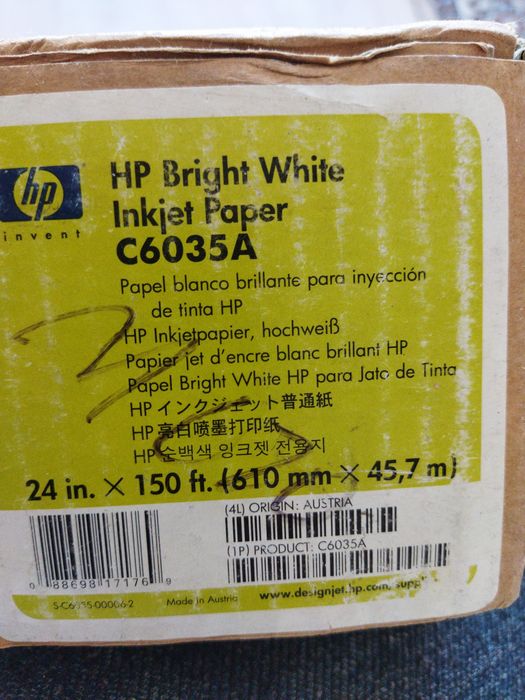 HP Bright White
Inkjet Paper
hp
invent
C6035A
Papel blanco brillante para inyección
de tinta HP
HP Inkjetpapier, hochweiß
Papier jet d'encre blanc brillant HP
Papel Bright White HP para Jato de Tinta
HP インクジェット普通紙
HP 亮白喷墨打印纸
HP 순백색 잉크젯 전용지
24 in. × 150 ft. (610 mm × 45,7 m)
(4L) ORIGIN: AUSTRIA
(1P) PRODUCT: C6035A
0 88698 17176 9
S-C6035-00006-2
Made in Austria
www.designjet.hp.com/suppl